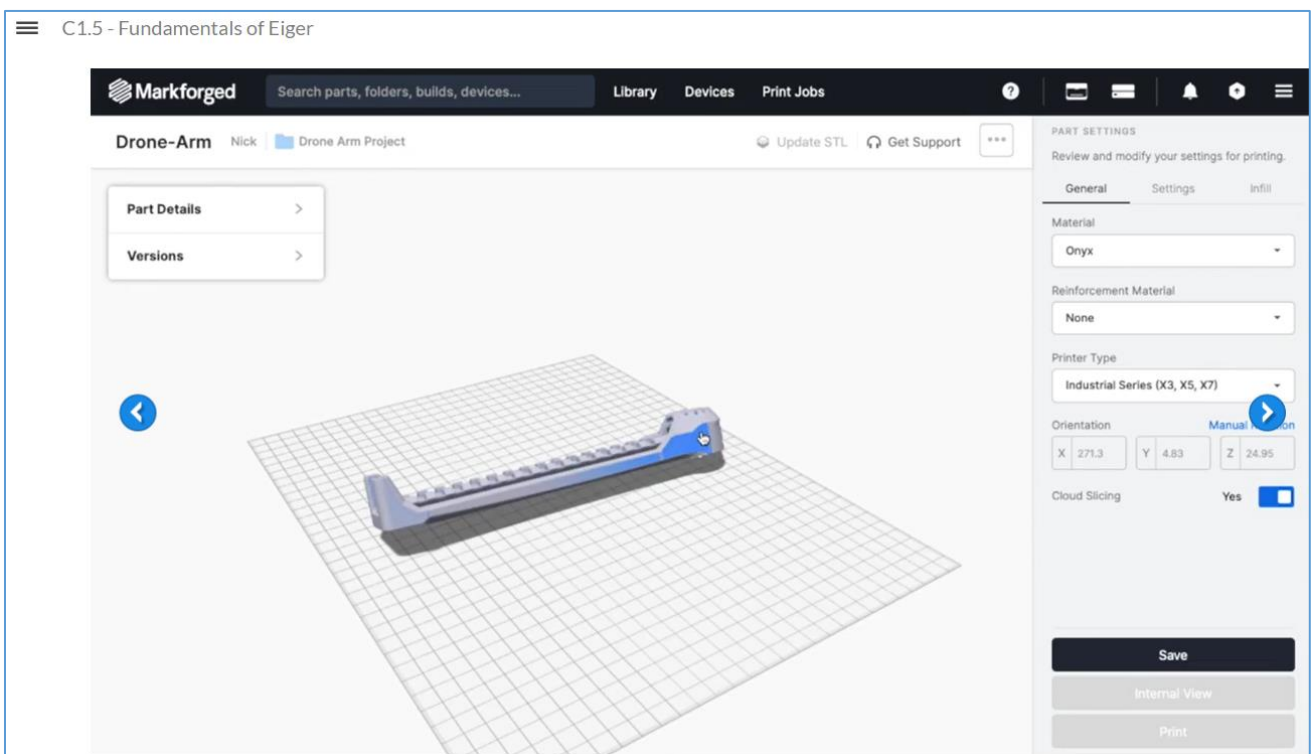 C1.5 - Fundamentals of Eiger
Markforged Search parts, folders, builds, devices... Library Devices Print Jobs
Drone-Arm Nick Drone Arm Project Update STL Get Support
Part Details
Versions
PART SETTINGS
Review and modify your settings for printing.
General Settings Infill
Material
Onyx
Reinforcement Material
None
Printer Type
Industrial Series (X3, X5, X7)
Orientation Manual
X 271.3 Y 4.83 Z 24.95
Cloud Slicing Yes
Save
Internal View
Print